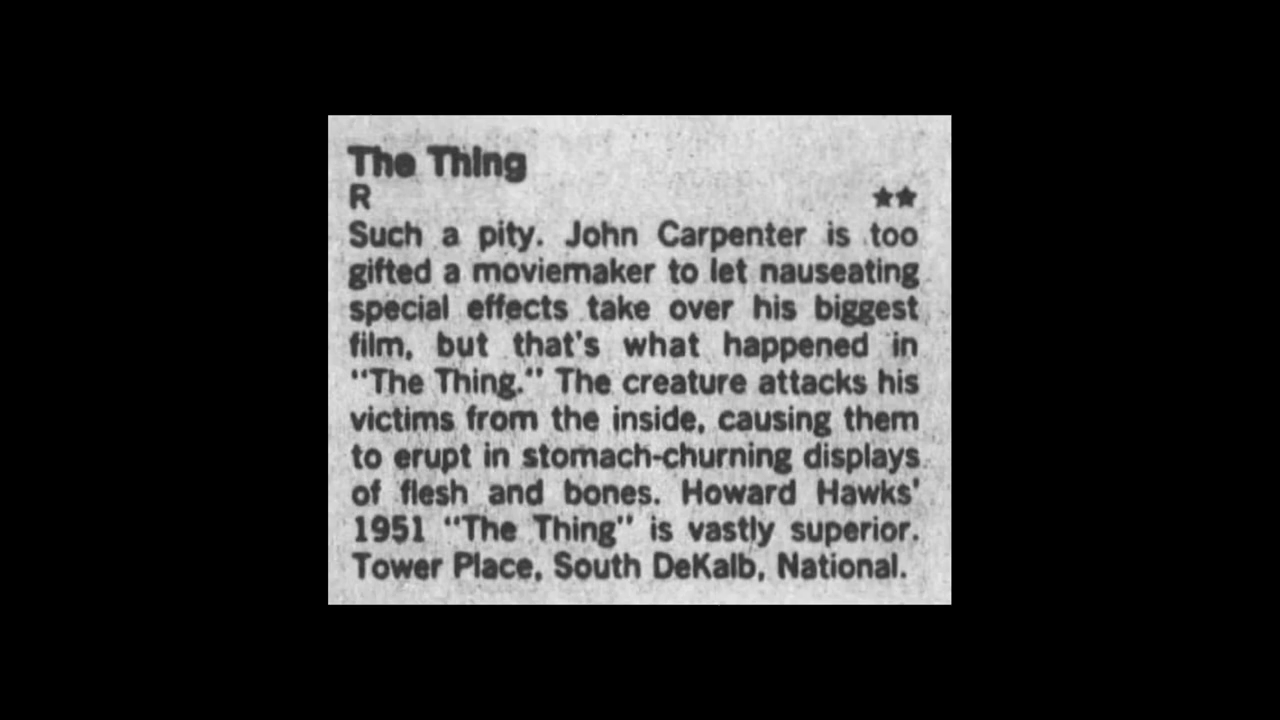 The Thing
R ★★
Such a pity. John Carpenter is too
gifted a moviemaker to let nauseating
special effects take over his biggest
film, but that's what happened in
"The Thing." The creature attacks his
victims from the inside, causing them
to erupt in stomach-churning displays
of flesh and bones. Howard Hawks'
1951 "The Thing" is vastly superior.
Tower Place, South DeKalb, National.